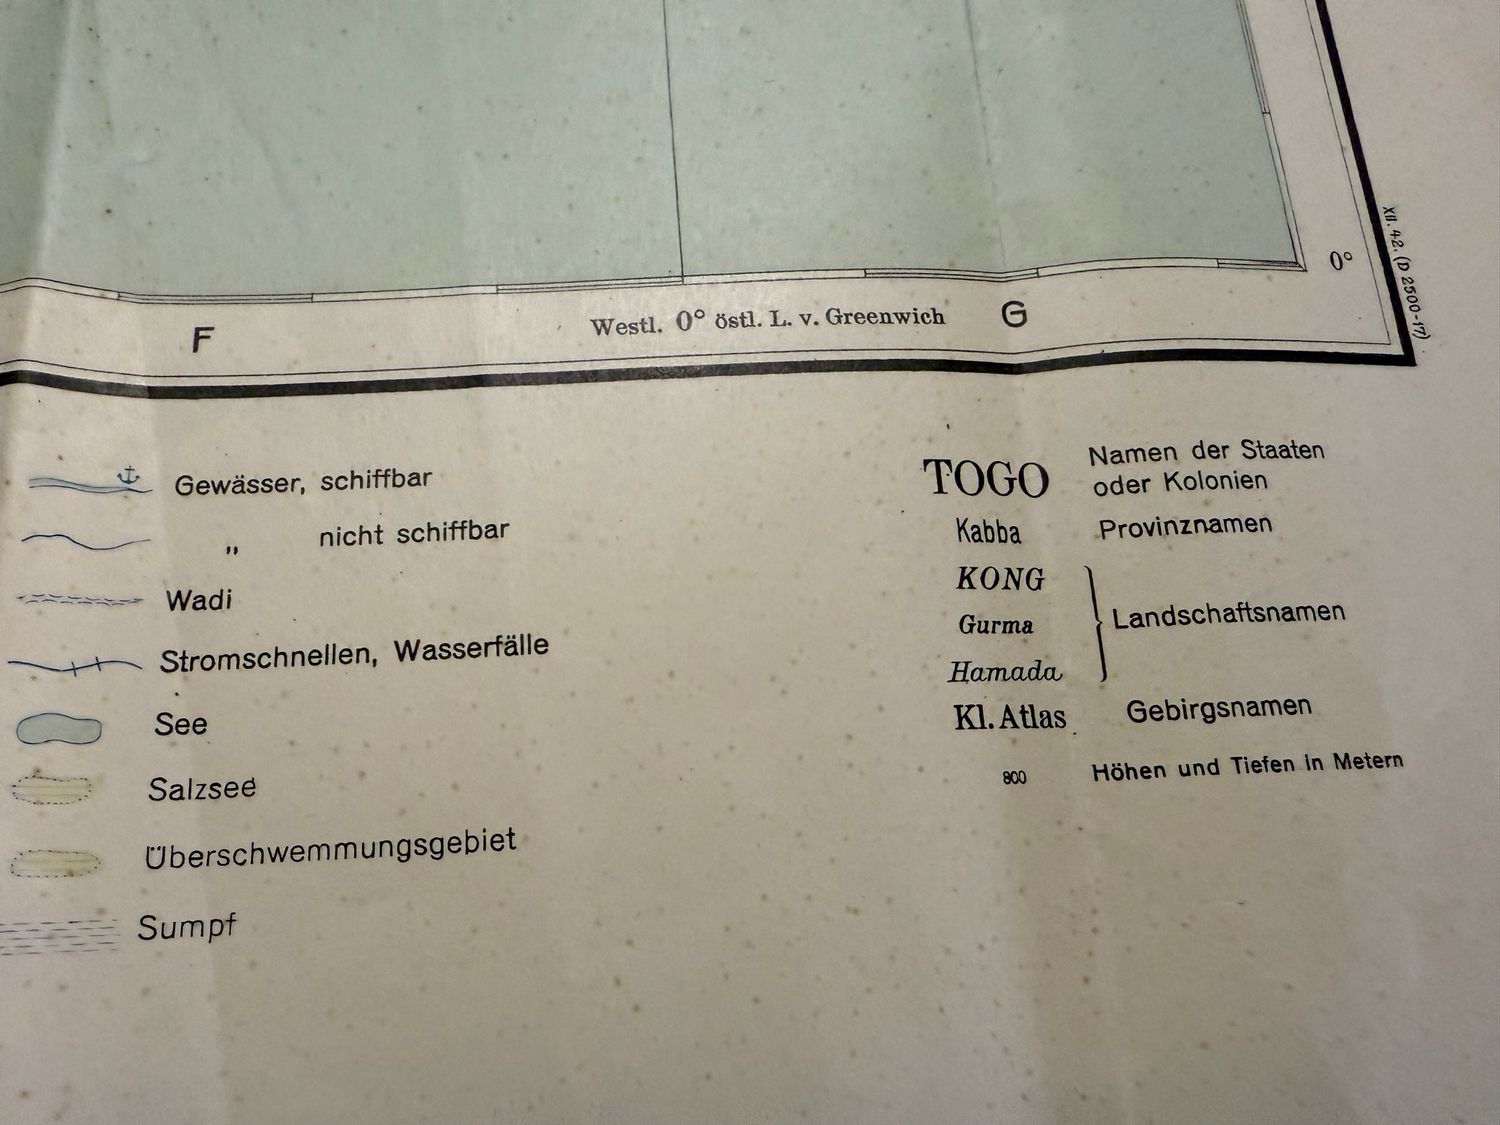 0°
XII. 42. (D 2500-17)
Westl. 0° östl. L. v. Greenwich
F
G
Gewässer, schiffbar
„ nicht schiffbar
Wadi
Stromschnellen, Wasserfälle
See
Salzsee
Überschwemmungsgebiet
Sumpf
TOGO Namen der Staaten
oder Kolonien
Kabba Provinznamen
KONG
Gurma Landschaftsnamen
Hamada
Kl. Atlas Gebirgsnamen
800 Höhen und Tiefen in Metern